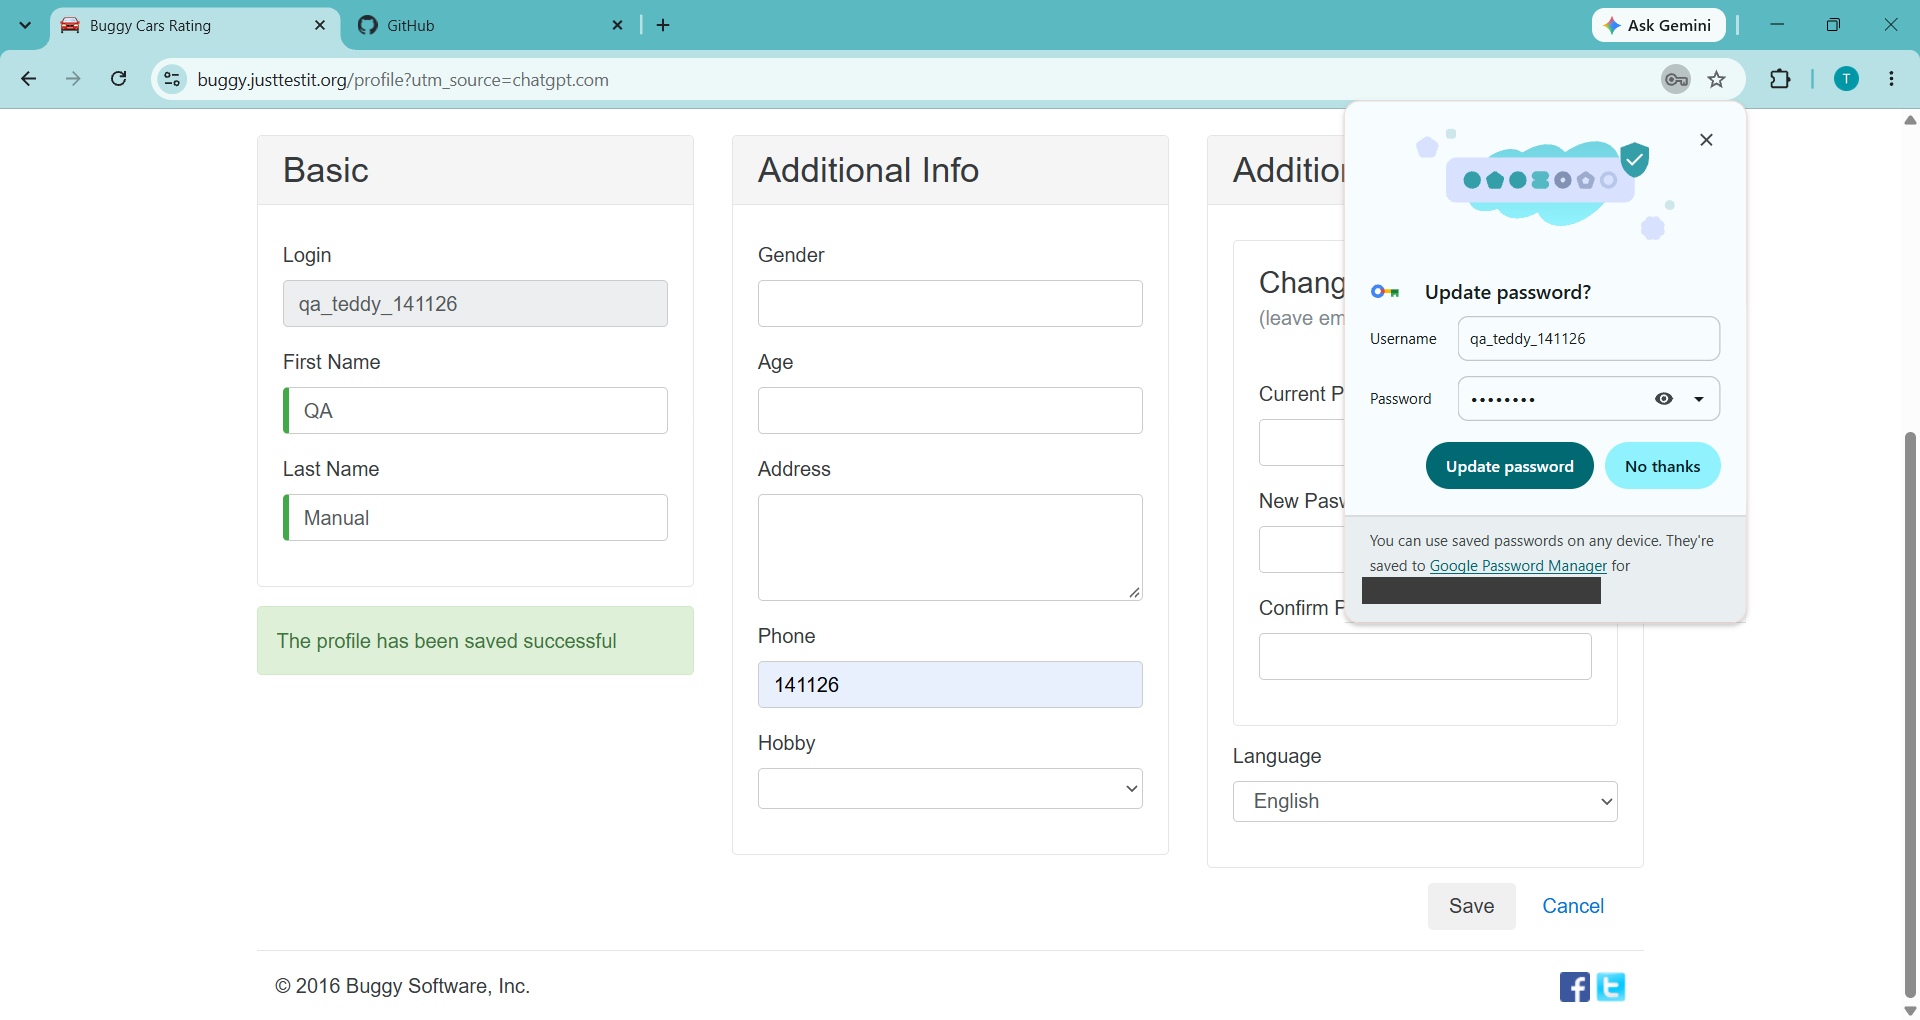 Buggy Cars Rating
GitHub
Ask Gemini
buggy.justtestit.org/profile?utm_source=chatgpt.com
T
Basic
Login
qa_teddy_141126
First Name
QA
Last Name
Manual
The profile has been saved successful
Additional Info
Gender
Age
Address
Phone
141126
Hobby
Additio
Chang
(leave em
Current P
New Pasw
Confirm P
Language
English
Update password?
Username
qa_teddy_141126
Password
••••••••
Update password
No thanks
You can use saved passwords on any device. They're
saved to Google Password Manager for
Save
Cancel
© 2016 Buggy Software, Inc.